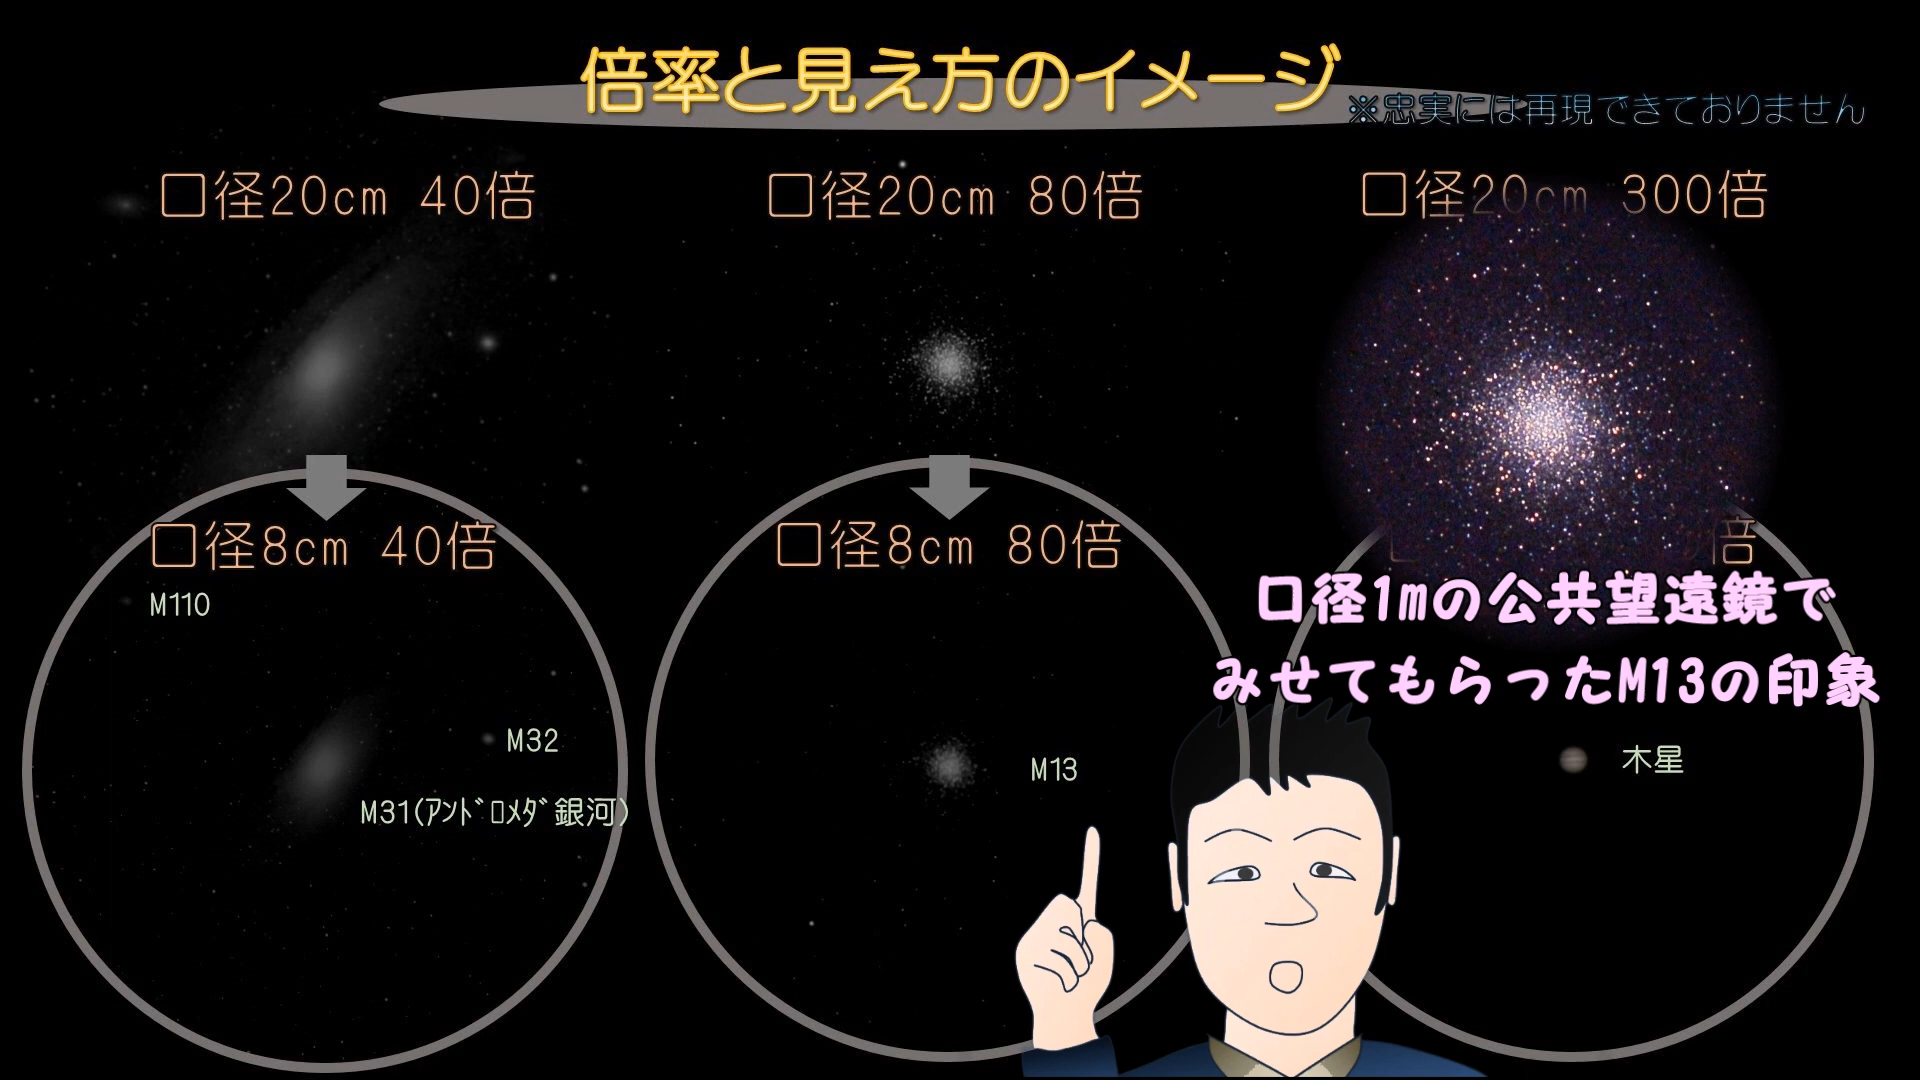 倍率と見え方のイメージ
※忠実には再現できておりません
口径20cm 40倍
口径20cm 80倍
口径20cm 300倍
口径8cm 40倍
口径8cm 80倍
倍
M110
M32
M31(ｱﾝﾄﾞﾛﾒﾀﾞ銀河)
M13
口径1mの公共望遠鏡で
みせてもらったM13の印象
木星